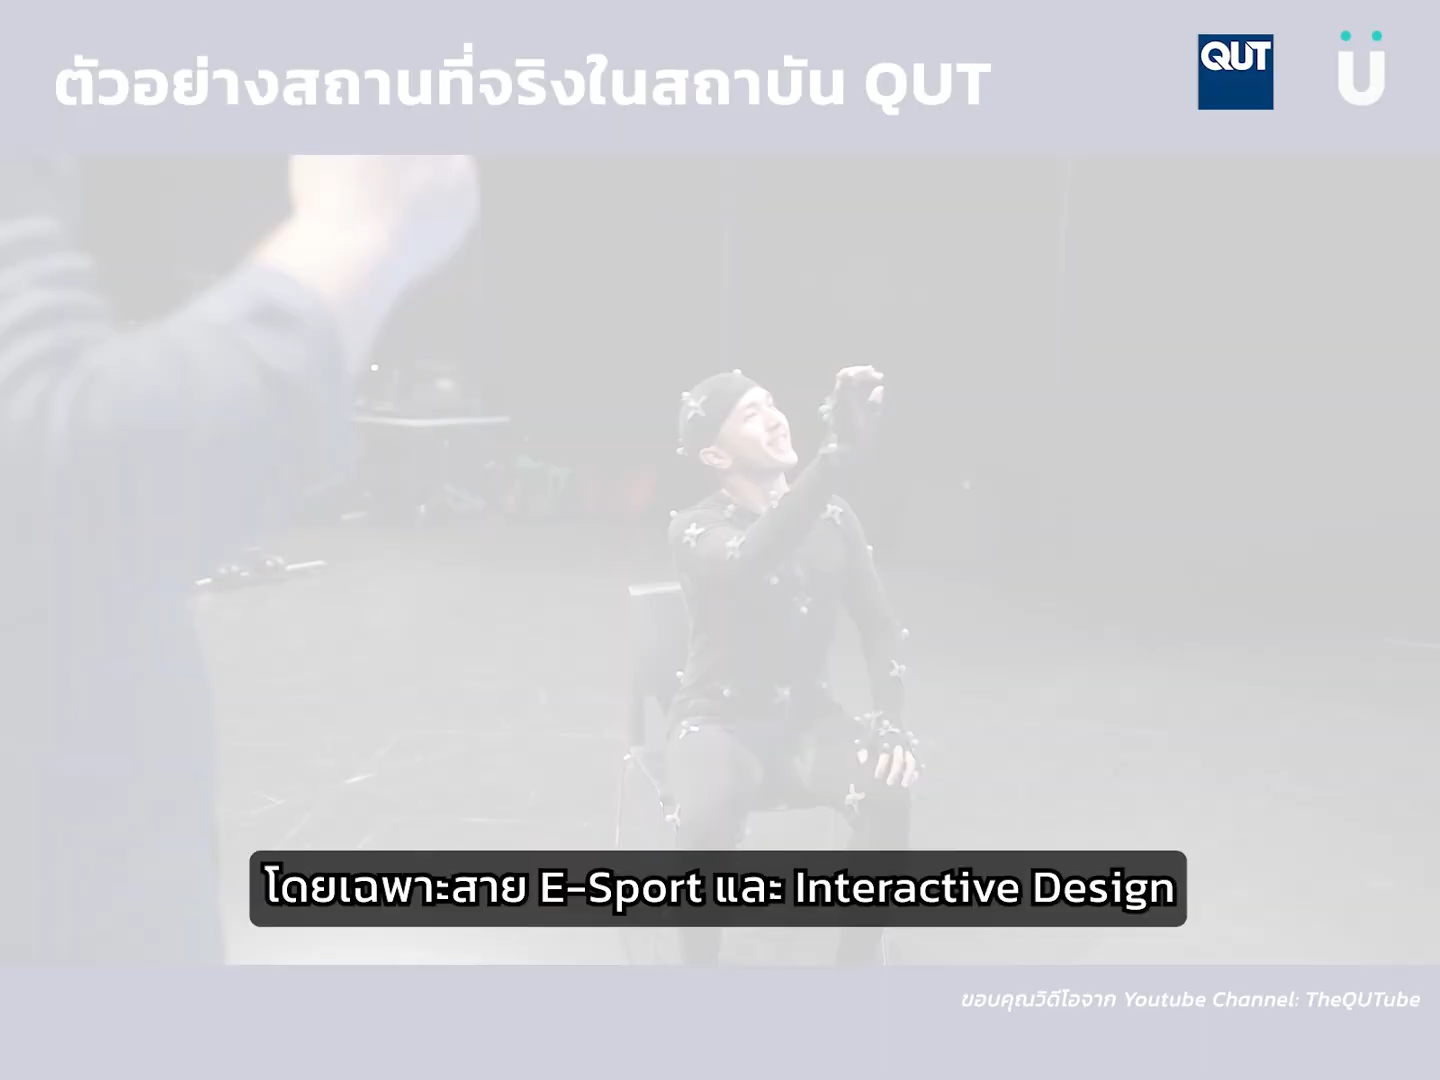 ตัวอย่างสถานที่จริงในสถาบัน QUT
QUT
Ü
โดยเฉพาะสาย E-Sport และ Interactive Design
ขอบคุณวิดีโอจาก Youtube Channel: TheQUTube